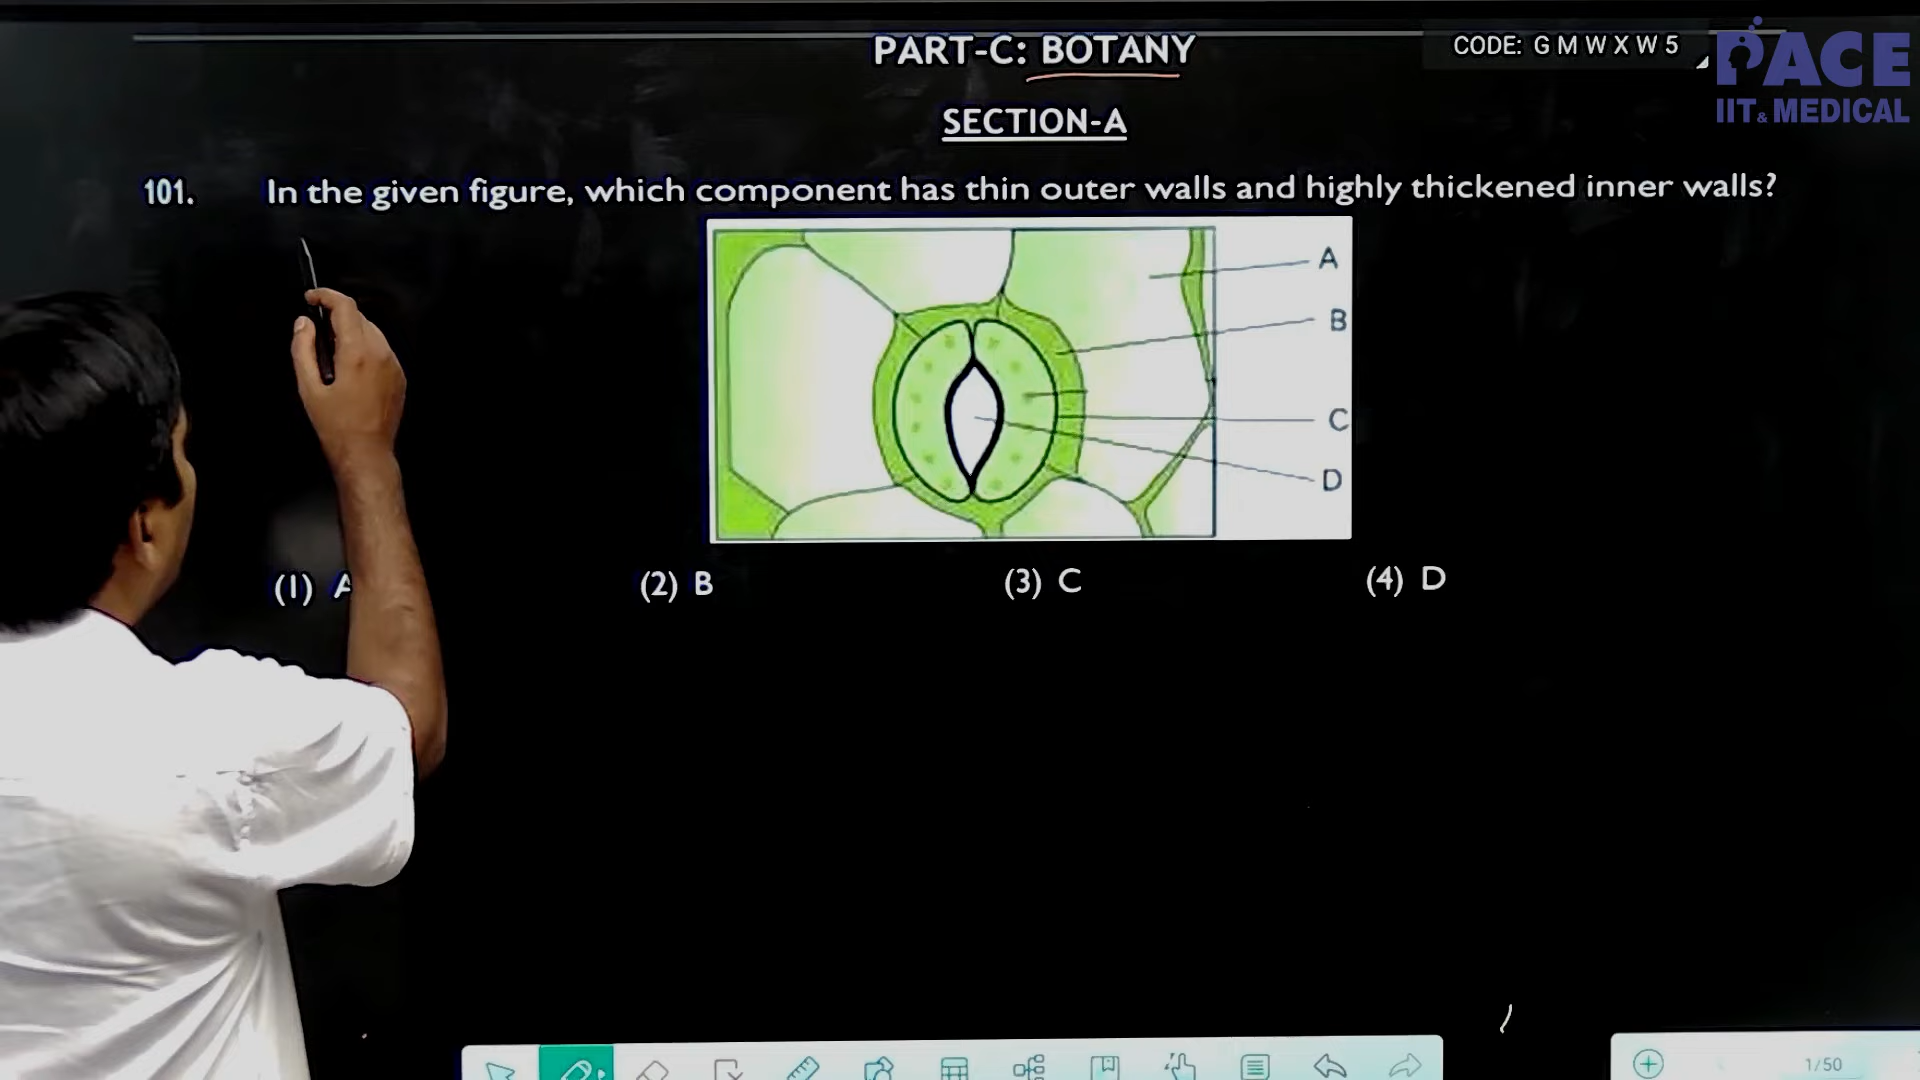 PART-C: BOTANY
CODE: G M W X W 5
PACE
IIT & MEDICAL
SECTION-A
101. In the given figure, which component has thin outer walls and highly thickened inner walls?
A
B
C
D
(1) A (2) B (3) C (4) D
1/50